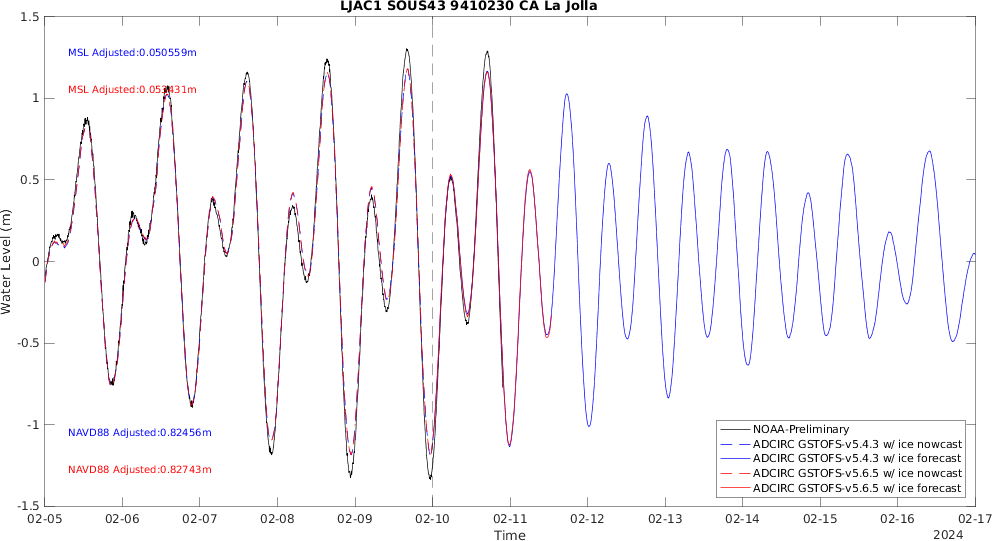 LJAC1 SOUS43 9410230 CA La Jolla
1.5
1
0.5
0
-0.5
-1
-1.5
Water Level (m)
MSL Adjusted:0.050559m
MSL Adjusted:0.053431m
NAVD88 Adjusted:0.82456m
NAVD88 Adjusted:0.82743m
NOAA-Preliminary
ADCIRC GSTOFS-v5.4.3 w/ ice nowcast
ADCIRC GSTOFS-v5.4.3 w/ ice forecast
ADCIRC GSTOFS-v5.6.5 w/ ice nowcast
ADCIRC GSTOFS-v5.6.5 w/ ice forecast
02-05 02-06 02-07 02-08 02-09 02-10 02-11 02-12 02-13 02-14 02-15 02-16 02-17
Time
2024